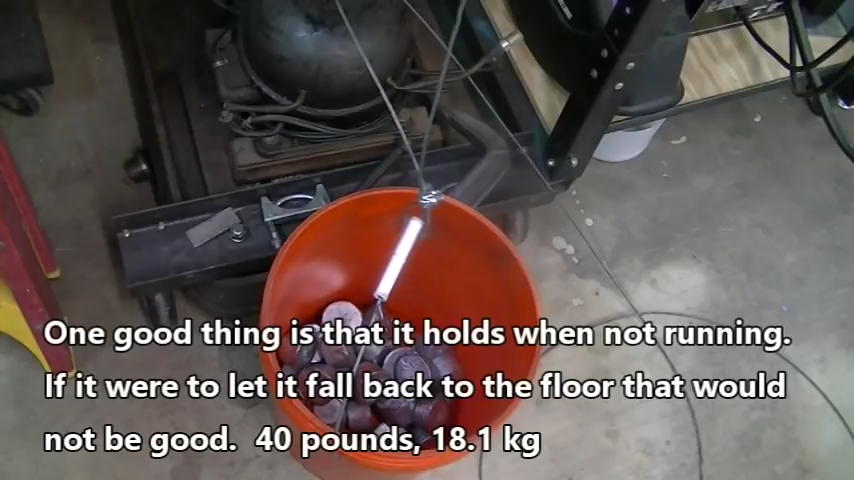 One good thing is that it holds when not running.
If it were to let it fall back to the floor that would
not be good.  40 pounds, 18.1 kg